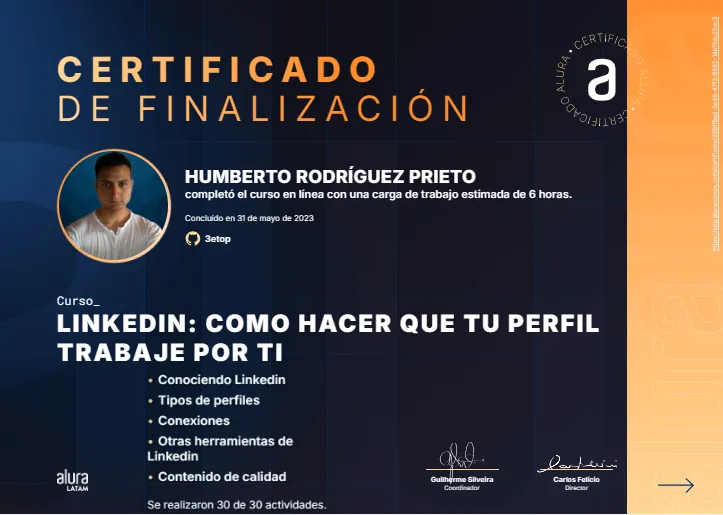 CERTIFICADO
DE FINALIZACIÓN
CERTIFICADO ALURA • CERTIFICADO ALURA •
a
HUMBERTO RODRÍGUEZ PRIETO
completó el curso en línea con una carga de trabajo estimada de 6 horas.
Concluído en 31 de mayo de 2023
3etop
Curso_
LINKEDIN: COMO HACER QUE TU PERFIL
TRABAJE POR TI
• Conociendo Linkedin
• Tipos de perfiles
• Conexiones
• Otras herramientas de
Linkedin
• Contenido de calidad
Se realizaron 30 de 30 actividades.
alura
LATAM
Guilherme Silveira
Coordinador
Carlos Felício
Director
alura